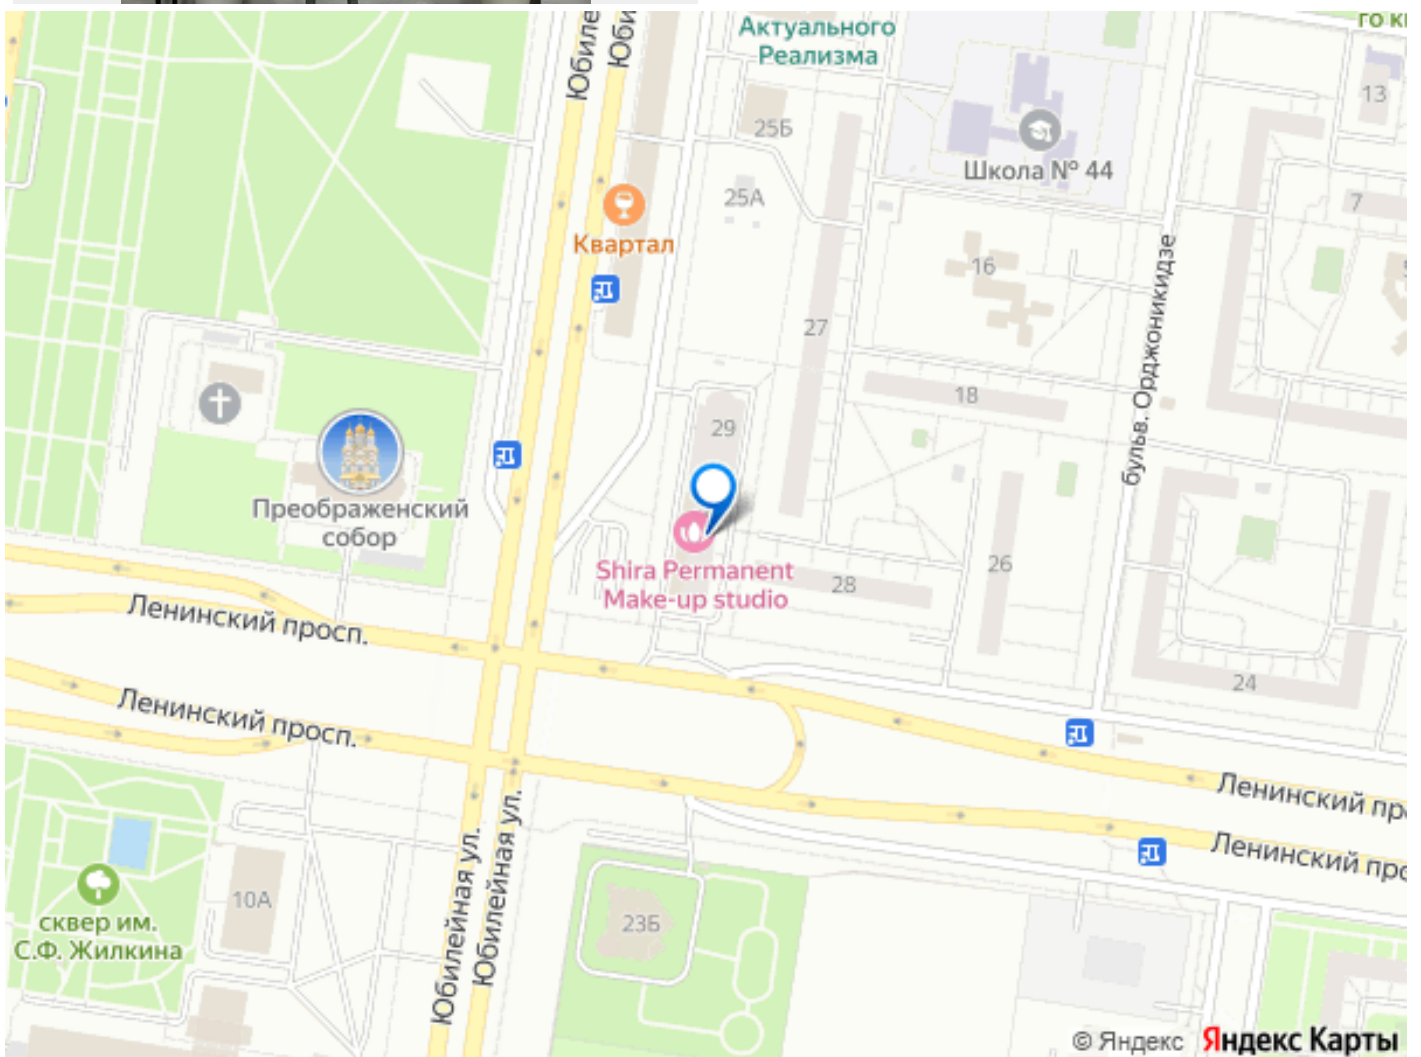 Актуального
Реализма
го к
Юбиле
Юби
13
25Б
Школа № 44
25А
7
Квартал
16
бульв. Орджоникидзе
27
18
29
Преображенский
собор
26
Shira Permanent
Make-up studio
28
Ленинский просп.
24
Ленинский просп.
Ленинский пр
Ленинский про
Юбилейная ул.
Юбилейная ул.
10А
сквер им.
С.Ф. Жилкина
23Б
© Яндекс Яндекс Карты